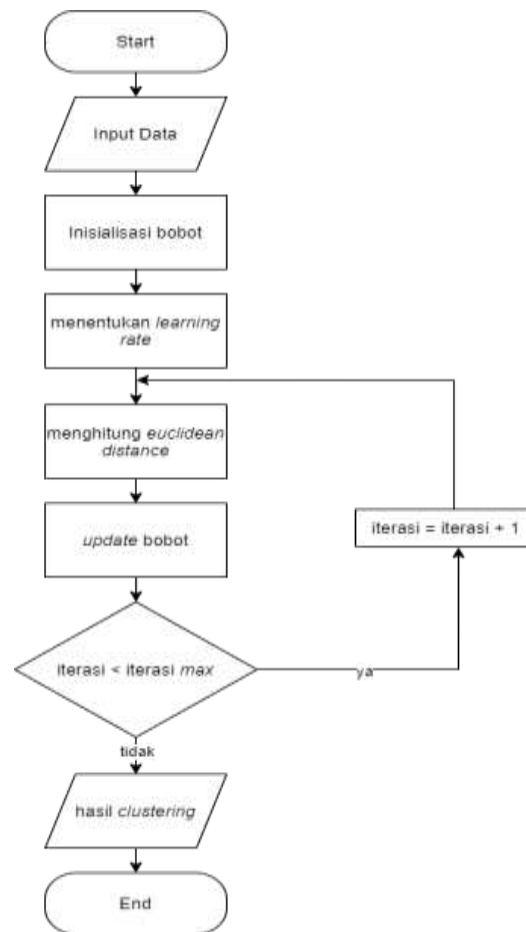 Start
Input Data
Inisialisasi bobot
menentukan learning
rate
menghitung euclidean
distance
update bobot
iterasi = iterasi + 1
iterasi < iterasi max
ya
tidak
hasil clustering
End